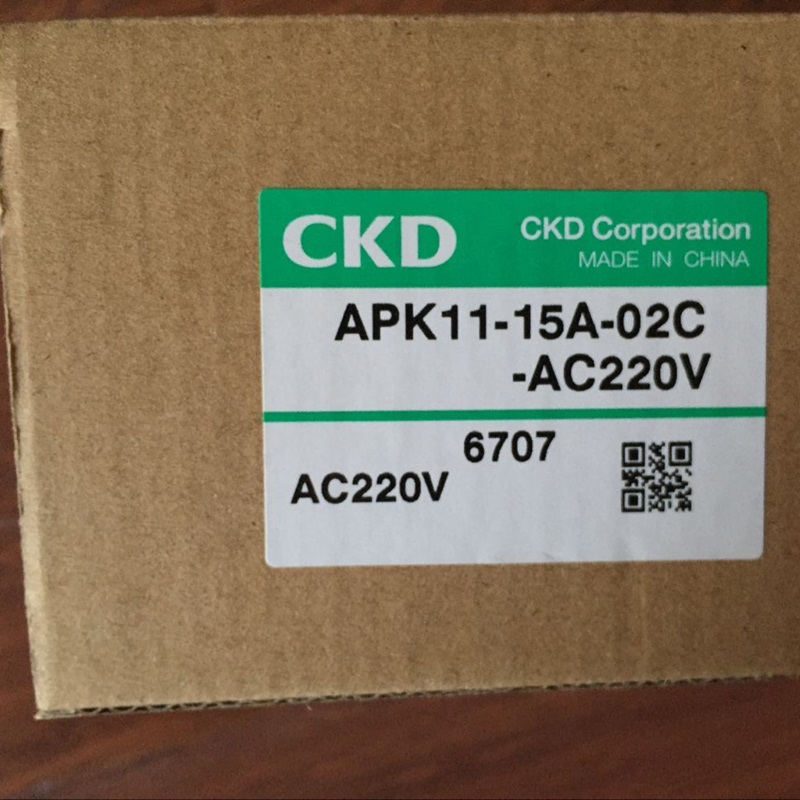 CKD
CKD Corporation
MADE IN CHINA
APK11-15A-02C
-AC220V
6707
AC220V